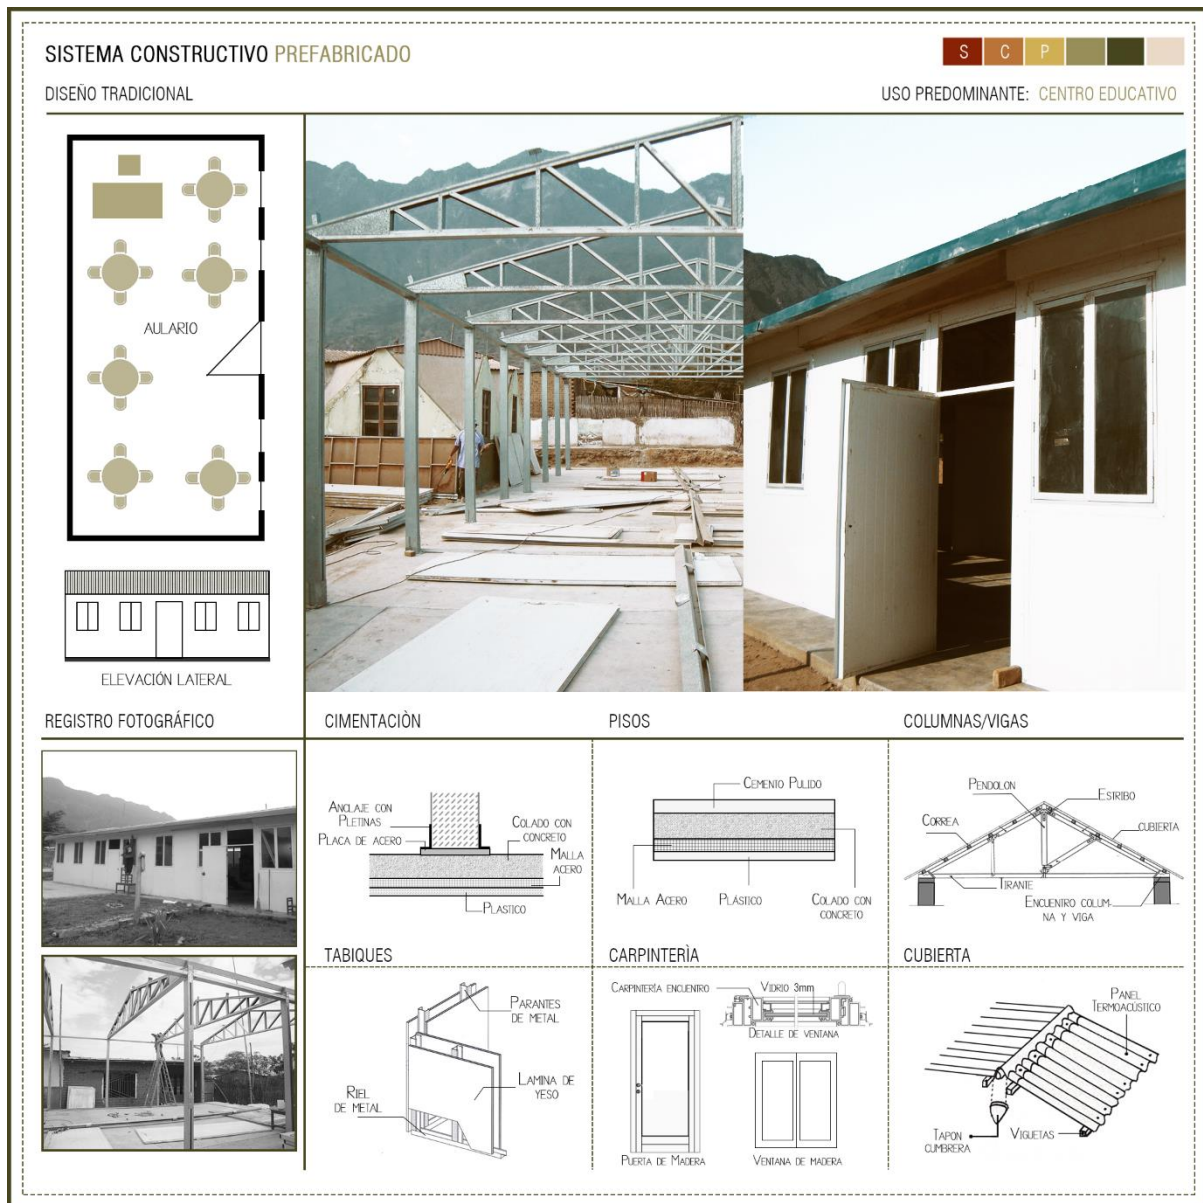 SISTEMA CONSTRUCTIVO PREFABRICADO
S C P
DISEÑO TRADICIONAL
USO PREDOMINANTE: CENTRO EDUCATIVO
AULARIO
ELEVACIÓN LATERAL
REGISTRO FOTOGRÁFICO
CIMENTACIÒN
ANCLAJE CON
PLETINAS
PLACA DE ACERO
COLADO CON
CONCRETO
MALLA
ACERO
PLASTICO
PISOS
CEMENTO PULIDO
MALLA ACERO
PLÁSTICO
COLADO CON
CONCRETO
COLUMNAS/VIGAS
PENDOLON
ESTRIBO
CORREA
CUBIERTA
TIRANTE
ENCUENTRO COLUM-
NA Y VIGA
TABIQUES
PARANTES
DE METAL
LAMINA DE
YESO
RIEL
DE METAL
CARPINTERÌA
CARPINTERÍA ENCUENTRO
VIDRIO 3mm
DETALLE DE VENTANA
PUERTA DE MADERA
VENTANA DE MADERA
CUBIERTA
PANEL
TERMOACÚSTICO
TAPON
CUMBRERA
VIGUETAS